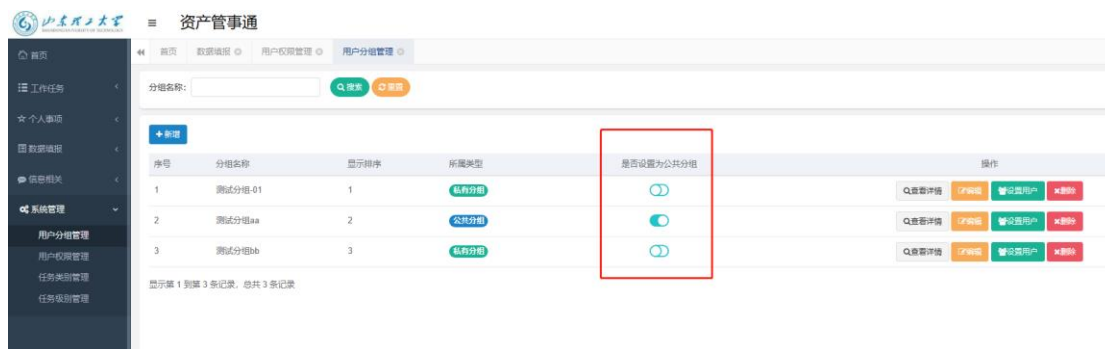 山东理工大学 资产管事通
首页 首页 数据填报 用户权限管理 用户分组管理
工作任务
分组名称: 搜索 重置
个人事项
数据填报
+新增
信息相关
序号 分组名称 显示排序 所属类型 是否设置为公共分组 操作
1 测试分组-01 1 私有分组 查看详情 编辑 设置用户 删除
系统管理
2 测试分组aa 2 公共分组 查看详情 编辑 设置用户 删除
用户分组管理
用户权限管理
3 测试分组bb 3 私有分组 查看详情 编辑 设置用户 删除
任务类别管理
显示第 1 到第 3 条记录，总共 3 条记录
任务级别管理